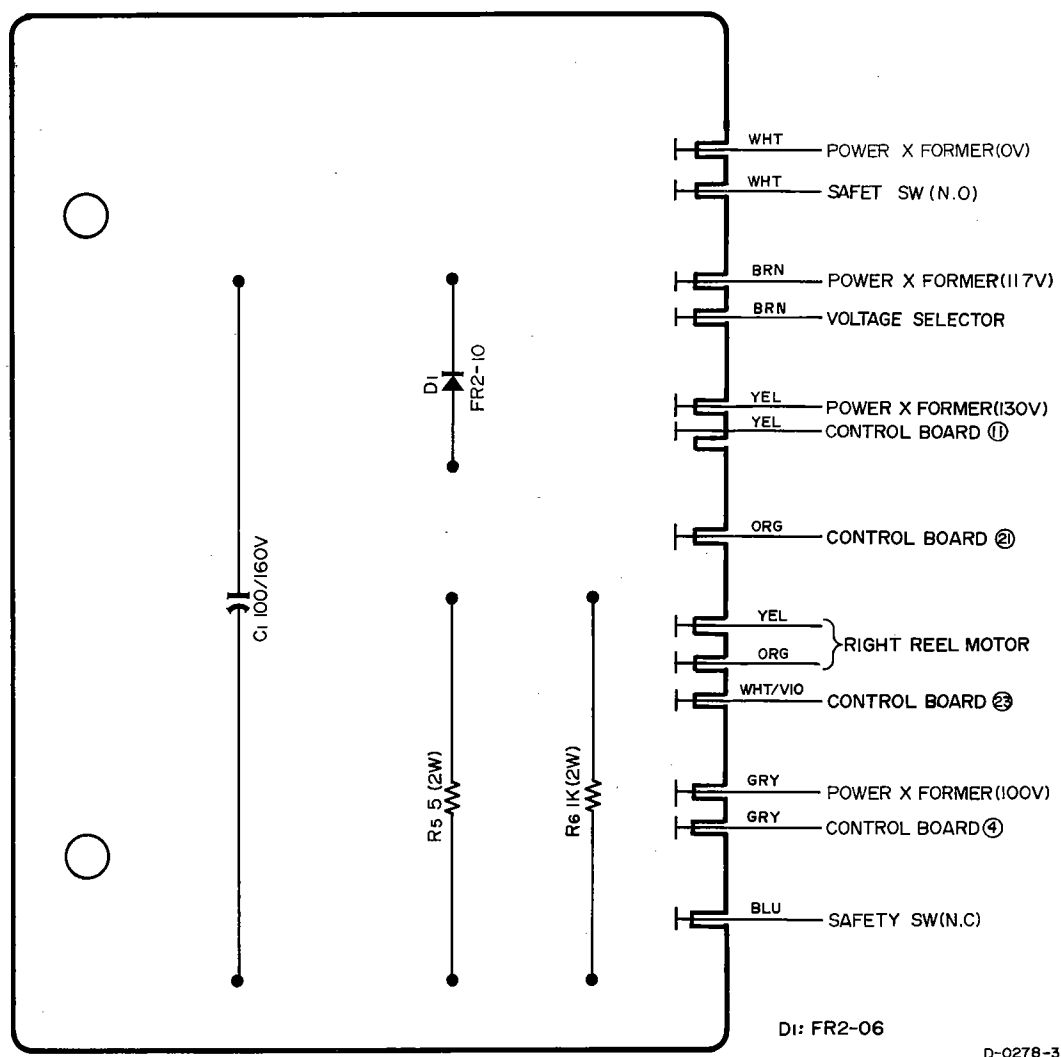 WHT POWER X FORMER(0V)
WHT SAFET SW (N.O)
BRN POWER X FORMER(117V)
BRN VOLTAGE SELECTOR
D1
FR2-10
YEL POWER X FORMER(130V)
YEL CONTROL BOARD ⑪
ORG CONTROL BOARD ㉑
C1 100/160V
YEL
RIGHT REEL MOTOR
ORG
WHT/VIO CONTROL BOARD ㉓
R5 5 (2W)
R6 1K (2W)
GRY POWER X FORMER(100V)
GRY CONTROL BOARD ④
BLU SAFETY SW(N.C)
D1: FR2-06
D-0278-3